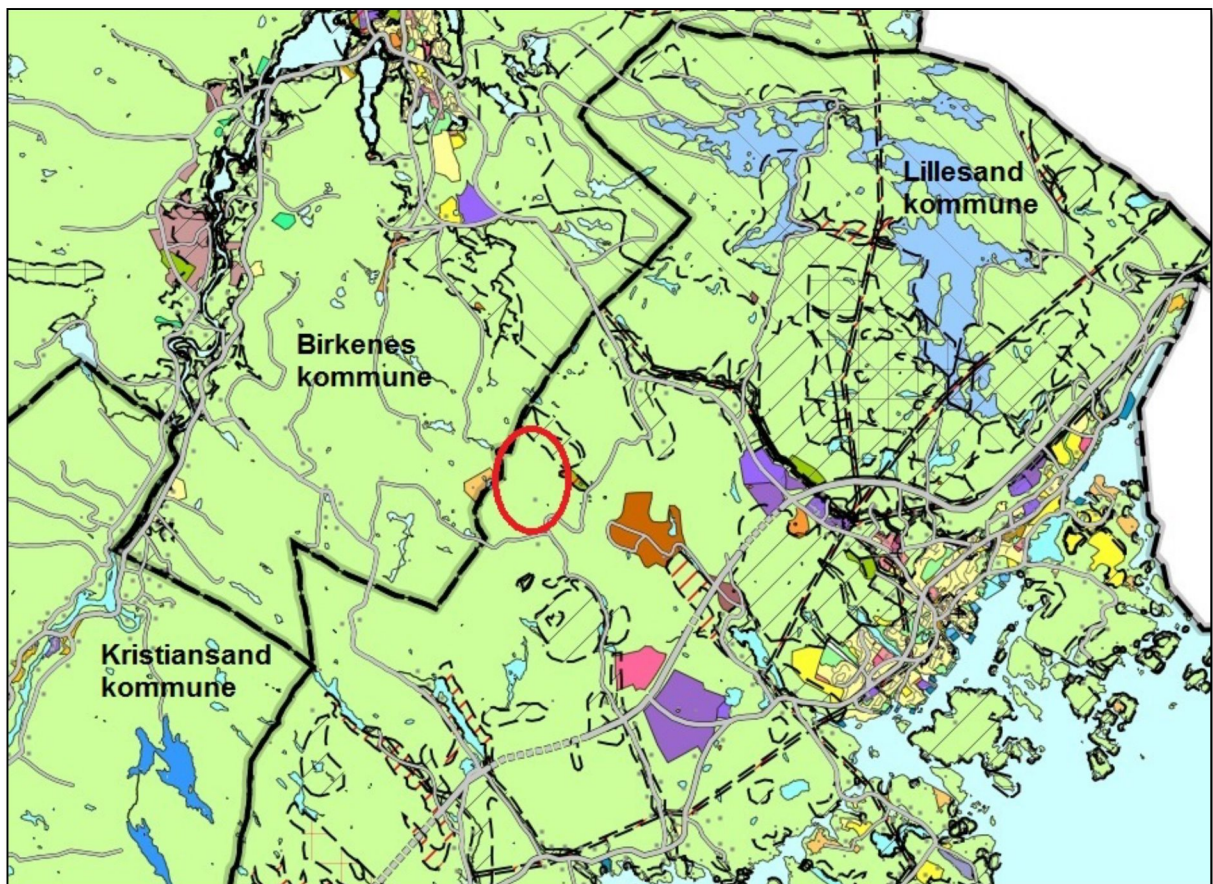 Lillesand
kommune
Birkenes
kommune
Kristiansand
kommune